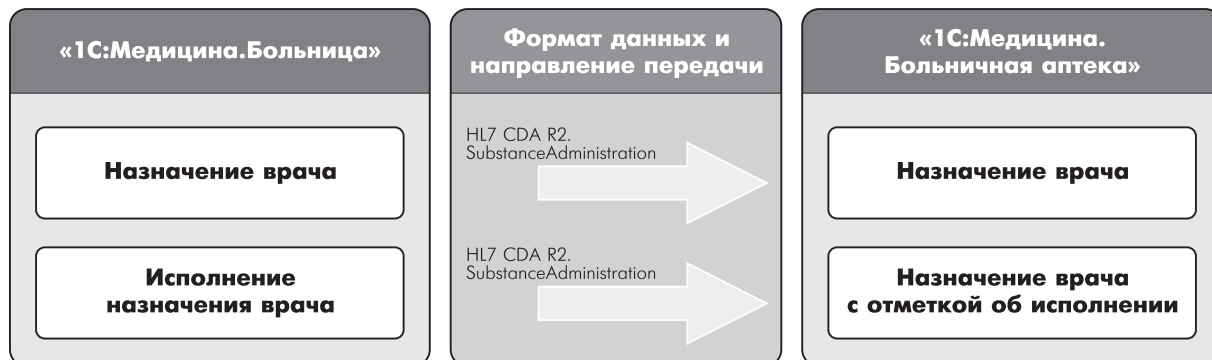 «1С:Медицина.Больница»
Формат данных и
направление передачи
«1С:Медицина.
Больничная аптека»
Назначение врача
HL7 CDA R2.
SubstanceAdministration
Назначение врача
Исполнение
назначения врача
HL7 CDA R2.
SubstanceAdministration
Назначение врача
с отметкой об исполнении